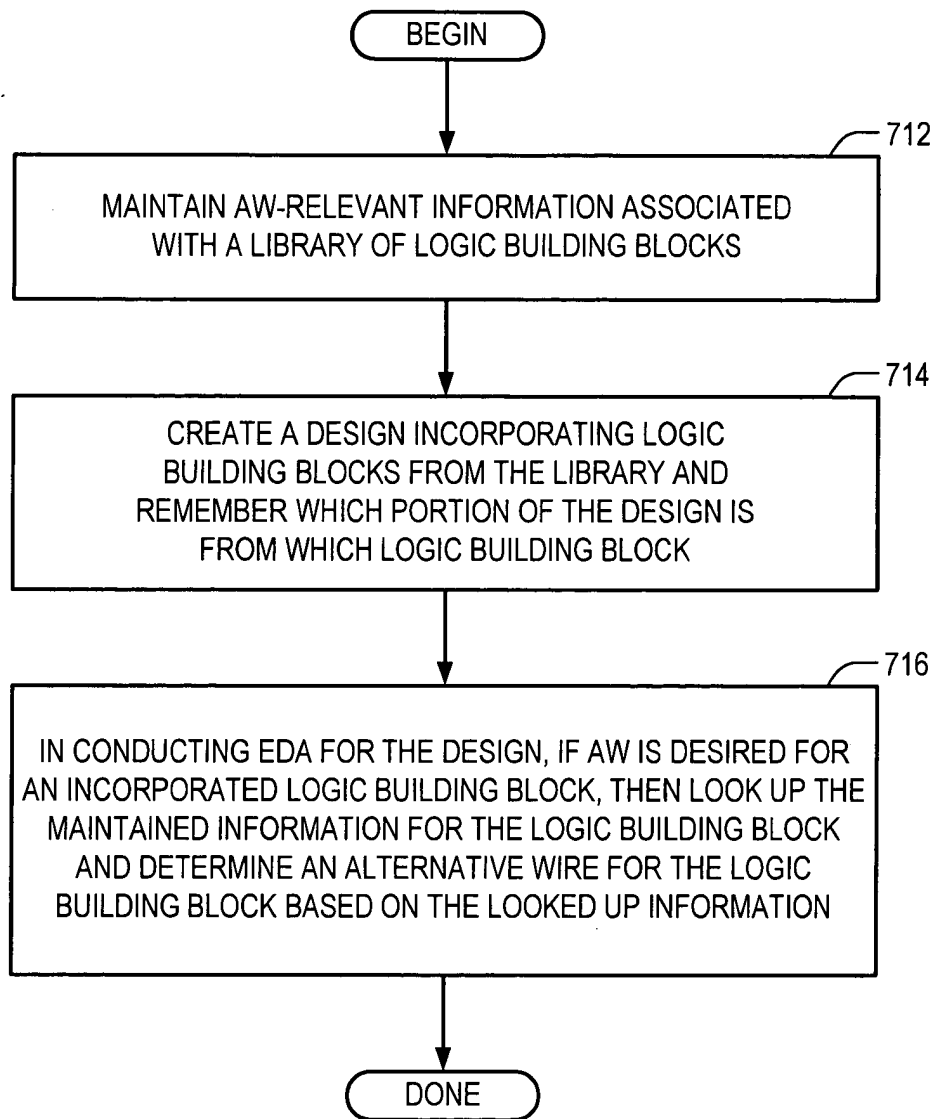 BEGIN
712
MAINTAIN AW-RELEVANT INFORMATION ASSOCIATED
WITH A LIBRARY OF LOGIC BUILDING BLOCKS
714
CREATE A DESIGN INCORPORATING LOGIC
BUILDING BLOCKS FROM THE LIBRARY AND
REMEMBER WHICH PORTION OF THE DESIGN IS
FROM WHICH LOGIC BUILDING BLOCK
716
IN CONDUCTING EDA FOR THE DESIGN, IF AW IS DESIRED FOR
AN INCORPORATED LOGIC BUILDING BLOCK, THEN LOOK UP THE
MAINTAINED INFORMATION FOR THE LOGIC BUILDING BLOCK
AND DETERMINE AN ALTERNATIVE WIRE FOR THE LOGIC
BUILDING BLOCK BASED ON THE LOOKED UP INFORMATION
DONE